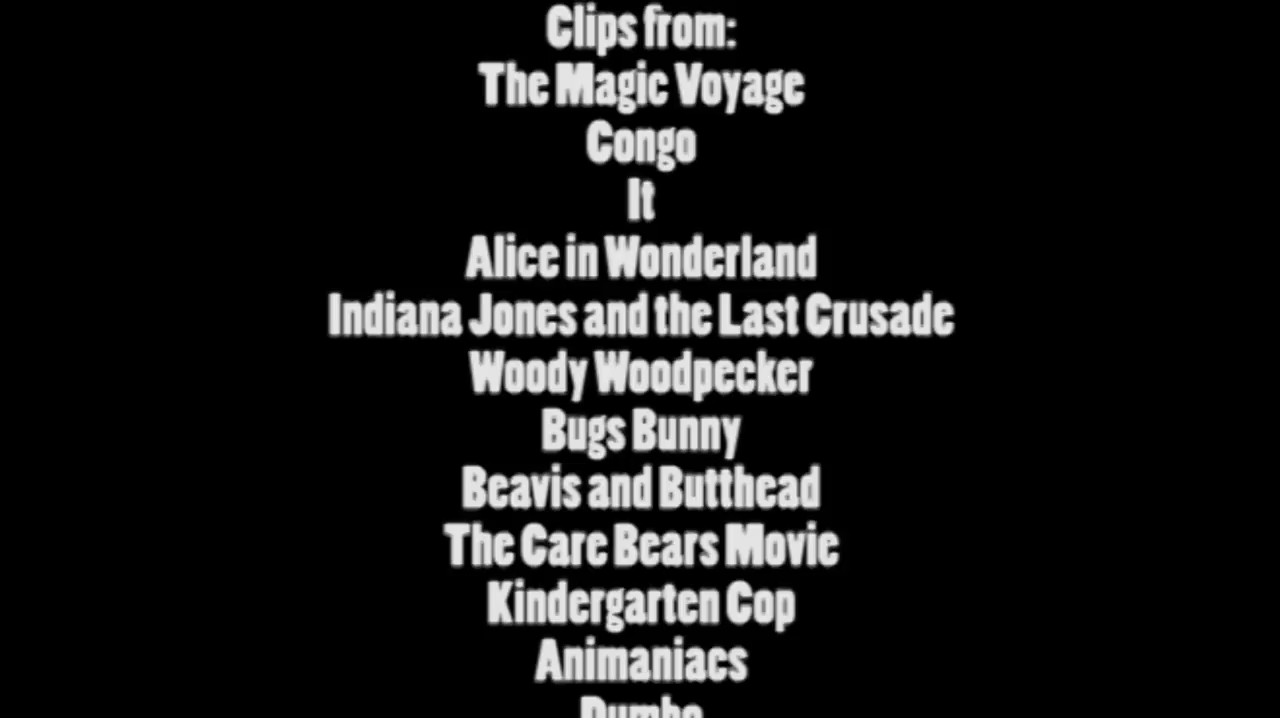 Clips from:
The Magic Voyage
Congo
It
Alice in Wonderland
Indiana Jones and the Last Crusade
Woody Woodpecker
Bugs Bunny
Beavis and Butthead
The Care Bears Movie
Kindergarten Cop
Animaniacs
Dumbo